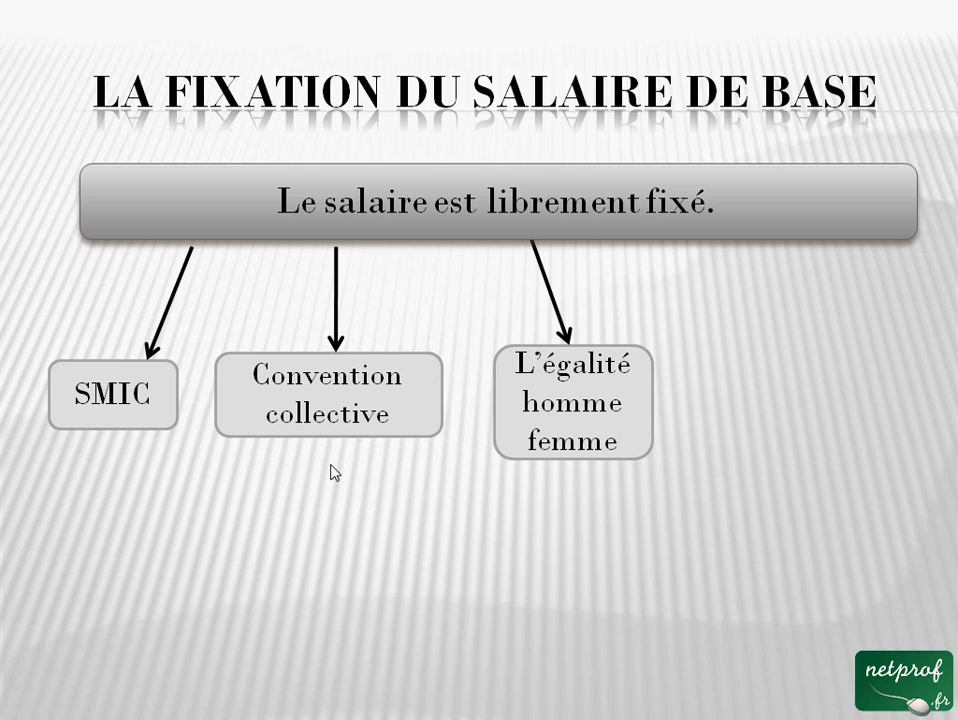 LA FIXATION DU SALAIRE DE BASE
Le salaire est librement fixé.
SMIC
Convention
collective
L'égalité
homme
femme
netprof
.fr